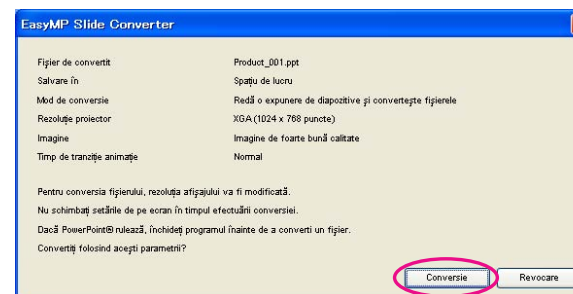 EasyMP Slide Converter
Fişier de convertit Product_001.ppt
Salvare în Spaţiu de lucru
Mod de conversie Redă o expunere de diapozitive şi converteşte fişierele
Rezoluţie proiector XGA (1024 x 768 puncte)
Imagine Imagine de foarte bună calitate
Timp de tranziţie animaţie Normal
Pentru conversia fişierului, rezoluţia afişajului va fi modificată.
Nu schimbaţi setările de pe ecran în timpul efectuării conversiei.
Dacă PowerPoint® rulează, închideţi programul înainte de a converti un fişier.
Convertiţi folosind aceşti parametrii?
Conversie Revocare